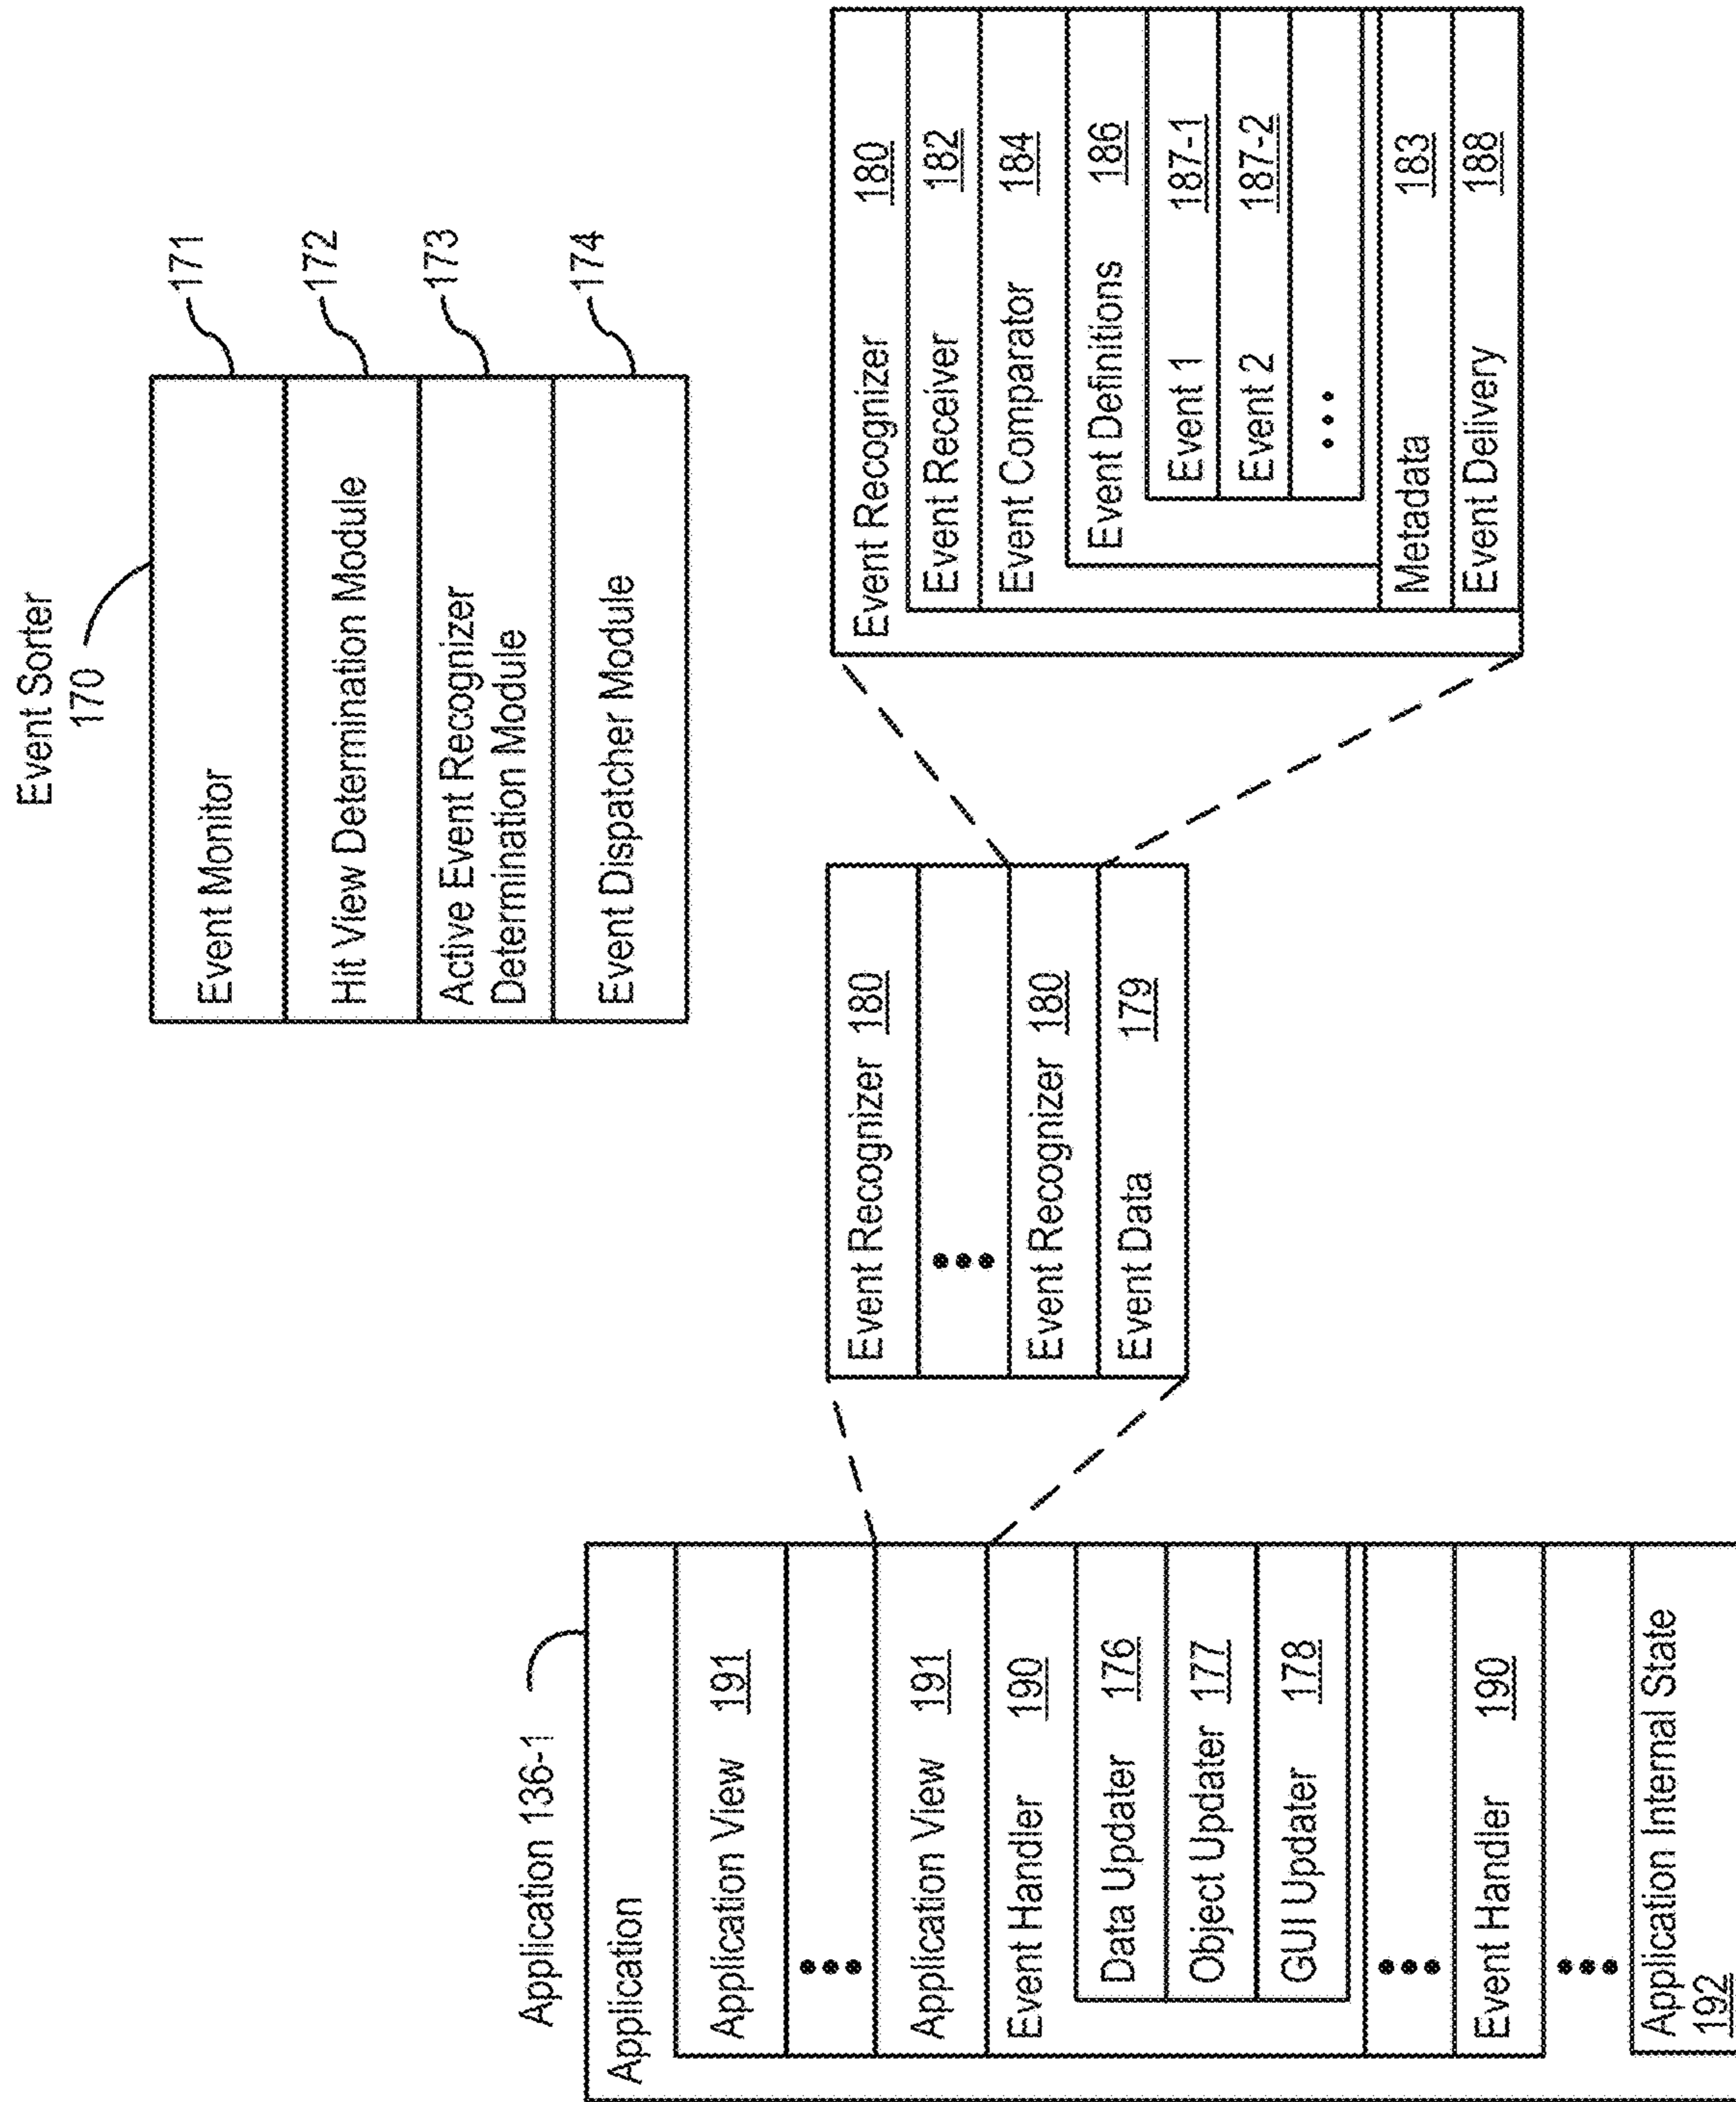 Event Sorter
170
Event Monitor
171
Hit View Determination Module
172
Active Event Recognizer
Determination Module
173
Event Dispatcher Module
174
Application 136-1
Application
Application View 191
•••
Application View 191
Event Handler 190
Data Updater 176
Object Updater 177
GUI Updater 178
•••
Event Handler 190
•••
Application Internal State
192
Event Recognizer 180
•••
Event Recognizer 180
Event Data 179
Event Recognizer 180
Event Receiver 182
Event Comparator 184
Event Definitions 186
Event 1 187-1
Event 2 187-2
•••
Metadata 183
Event Delivery 188